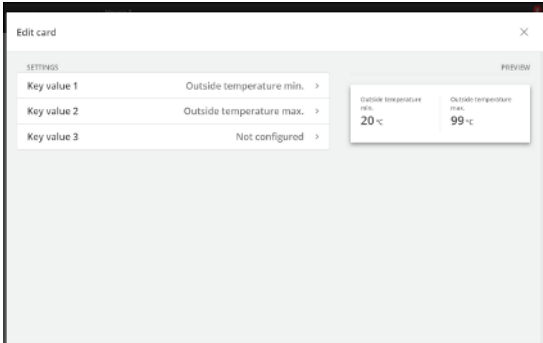 Edit card
SETTINGS
PREVIEW
Key value 1
Outside temperature min.
Key value 2
Outside temperature max.
Key value 3
Not configured
Outside temperature
min.
20 °C
Outside temperature
max.
99 °C